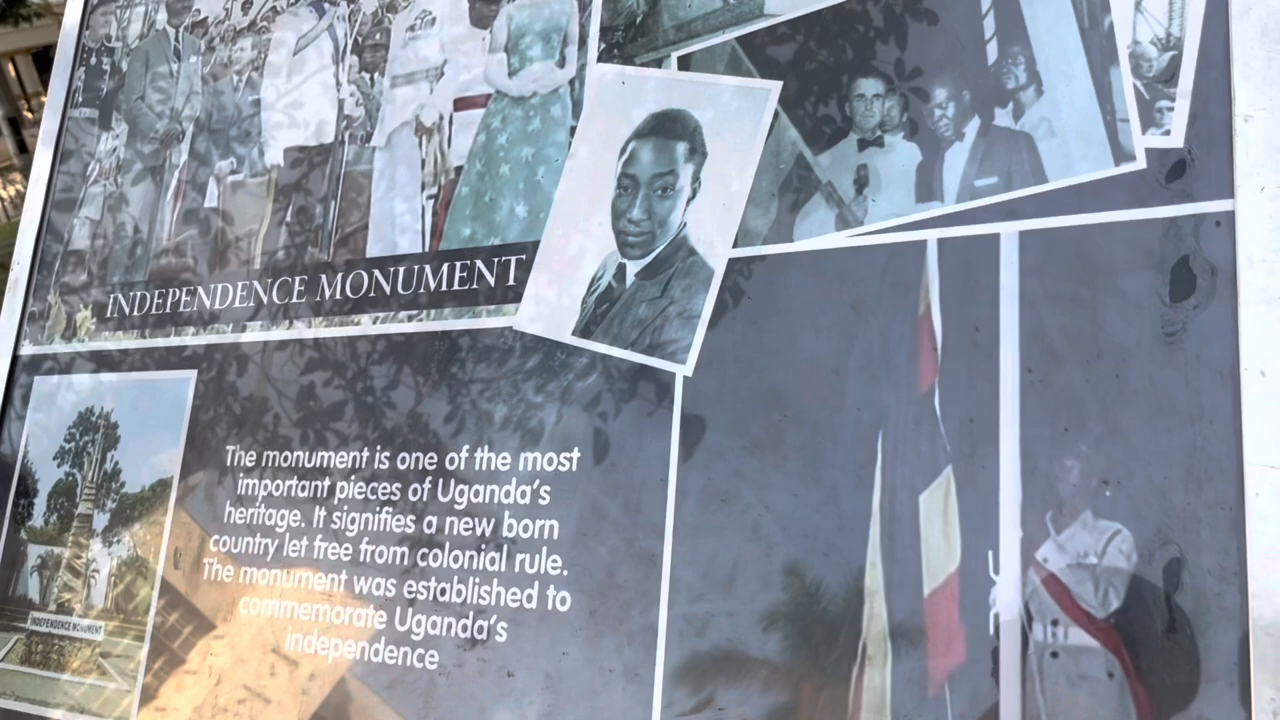 INDEPENDENCE MONUMENT
The monument is one of the most
important pieces of Uganda's
heritage. It signifies a new born
country let free from colonial rule.
The monument was established to
commemorate Uganda's
independence
INDEPENDENCE MONUMENT